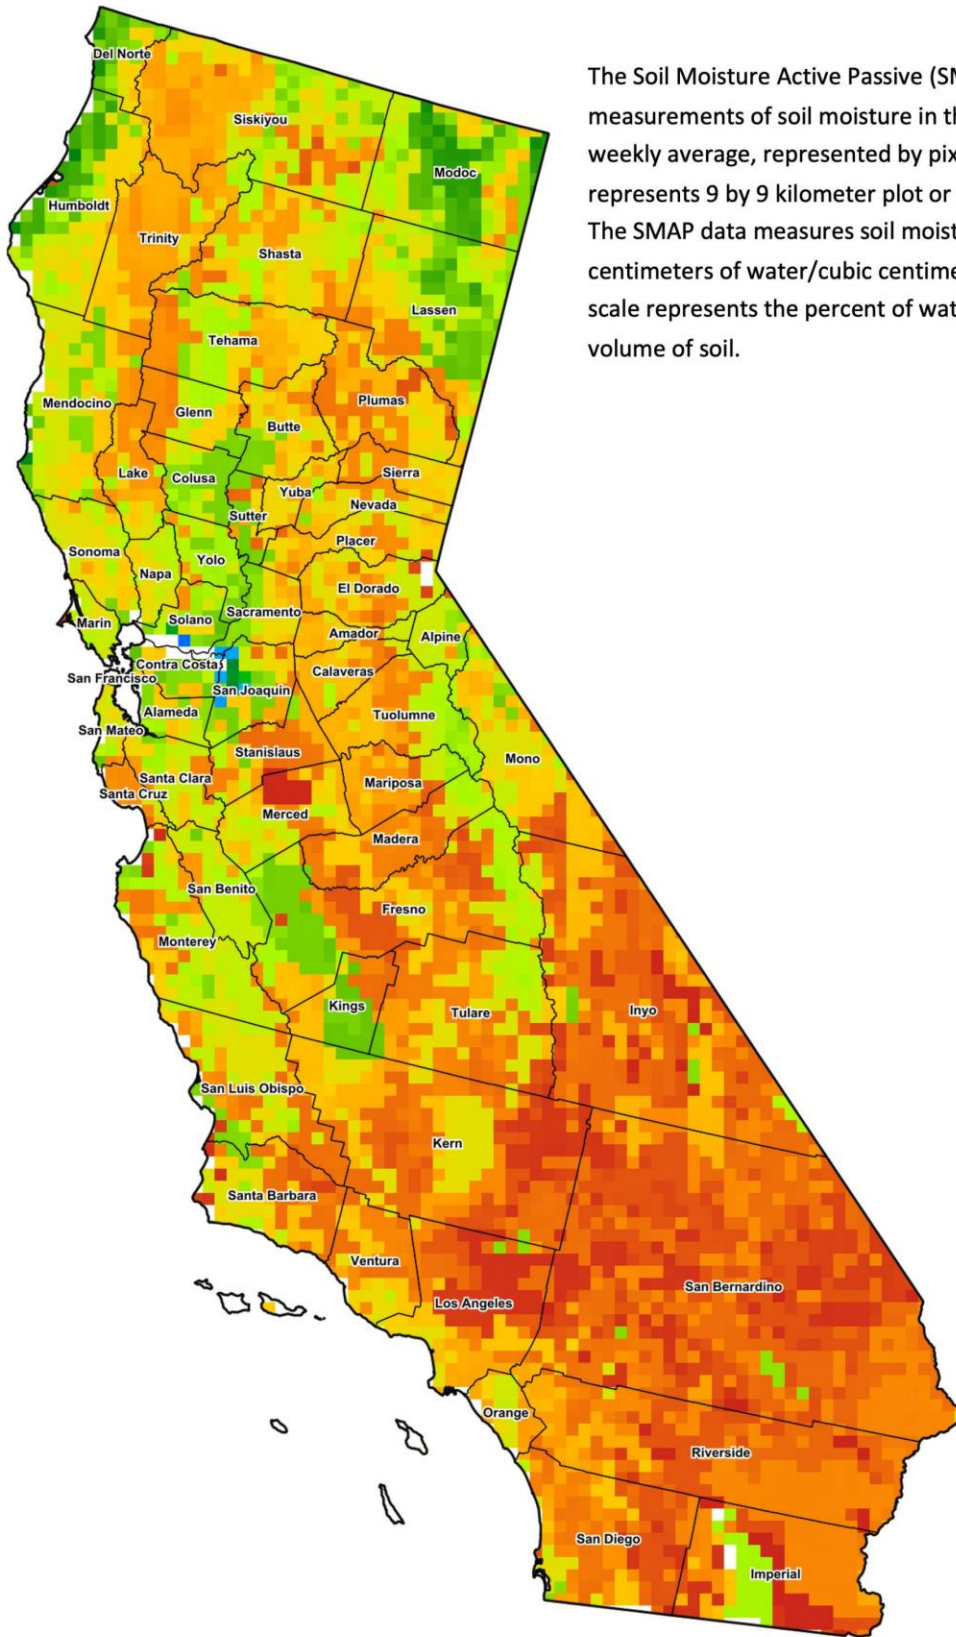 The Soil Moisture Active Passive (SM
measurements of soil moisture in th
weekly average, represented by pix
represents 9 by 9 kilometer plot or
The SMAP data measures soil moist
centimeters of water/cubic centime
scale represents the percent of wat
volume of soil.
Del Norte
Siskiyou
Modoc
Humboldt
Trinity
Shasta
Lassen
Tehama
Mendocino
Glenn
Butte
Plumas
Lake
Colusa
Sierra
Yuba
Sutter
Nevada
Placer
Sonoma
Napa
Yolo
El Dorado
Marin
Solano
Sacramento
Amador
Alpine
Contra Costa
San Francisco
San Joaquin
Calaveras
Alameda
Tuolumne
San Mateo
Stanislaus
Mono
Santa Clara
Santa Cruz
Mariposa
Merced
Madera
San Benito
Fresno
Monterey
Kings
Tulare
Inyo
San Luis Obispo
Kern
Santa Barbara
Ventura
Los Angeles
San Bernardino
Orange
Riverside
San Diego
Imperial